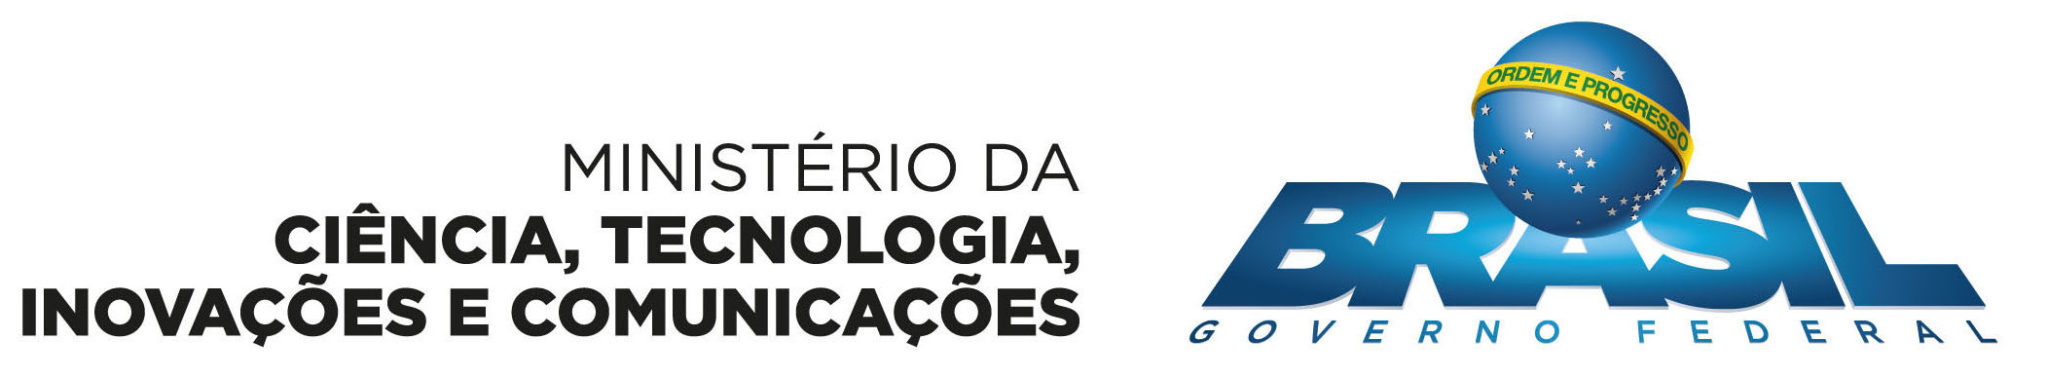 MINISTÉRIO DA
CIÊNCIA, TECNOLOGIA,
INOVAÇÕES E COMUNICAÇÕES
ORDEM E PROGRESSO
BRASIL
GOVERNO FEDERAL